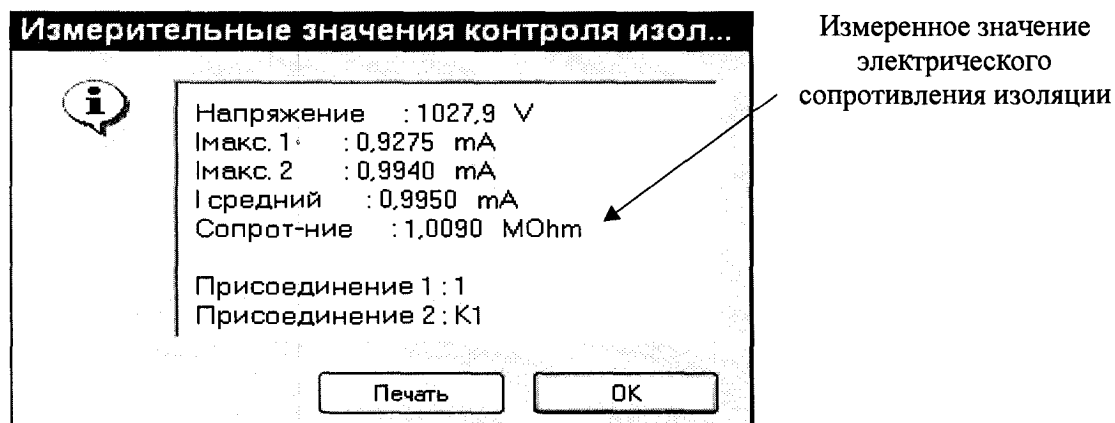 Измерительные значения контроля изол...
Напряжение : 1027,9 V
Iмакс. 1 : 0,9275 mA
Iмакс. 2 : 0,9940 mA
I средний : 0,9950 mA
Сопрот-ние : 1,0090 MOhm
Присоединение 1 : 1
Присоединение 2 : K1
Печать
OK
Измеренное значение
электрического
сопротивления изоляции